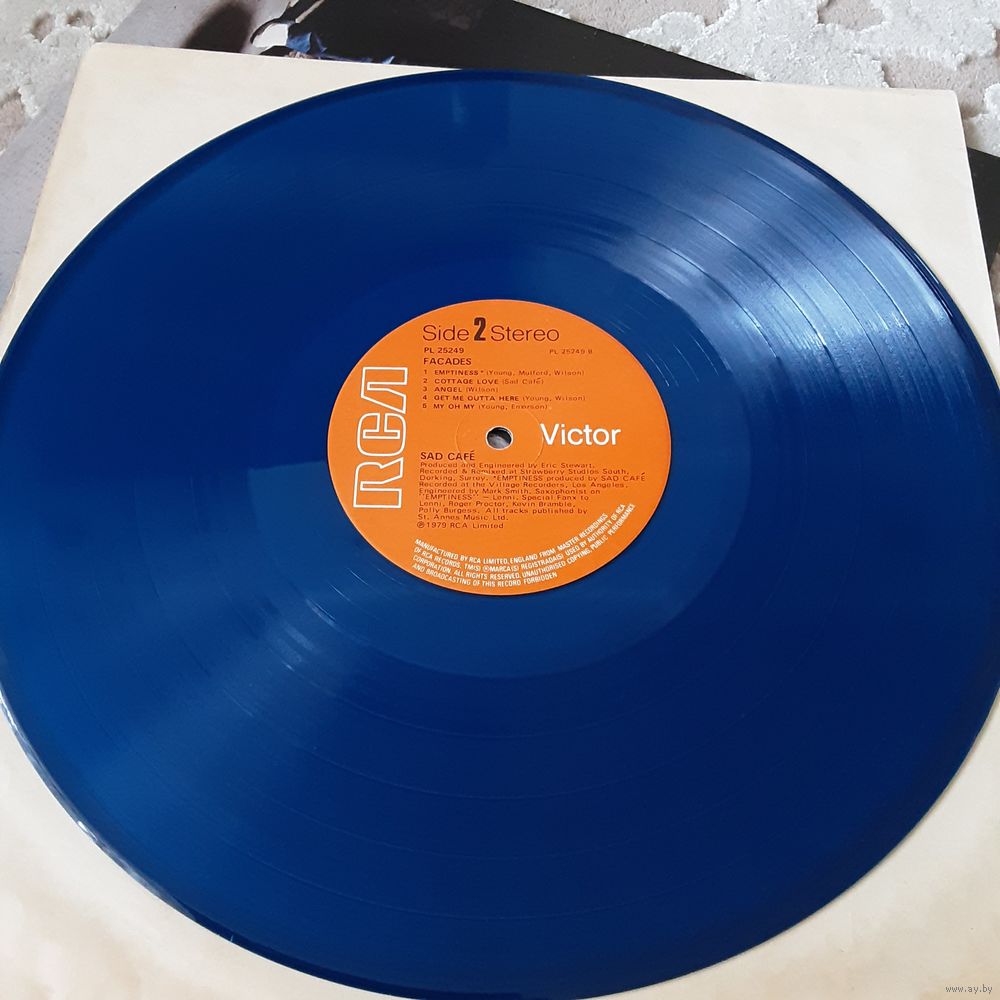 Side 2 Stereo
PL 25249 PL 25249 B
FACADES
1 EMPTINESS* (Young, Mulford, Wilson)
2 COTTAGE LOVE (Sad Café)
3 ANGEL (Wilson)
4 GET ME OUTTA HERE (Young, Wilson)
5 MY OH MY (Young, Emerson)
RCA
Victor
SAD CAFÉ
Produced and Engineered by Eric Stewart.
Recorded & Remixed at Strawberry Studios South,
Dorking, Surrey. *EMPTINESS produced by SAD CAFÉ
Recorded at the Village Recorders, Los Angeles,
Engineered by Mark Smith, Saxophonist on
"EMPTINESS" – Lenni, Special Fanx to
Lenni, Roger Proctor, Kevin Bramble,
Polly Burgess, All tracks published by
St. Annes Music Ltd.
℗ 1979 RCA Limited
MANUFACTURED BY RCA LIMITED, ENGLAND FROM MASTER RECORDINGS
OF RCA RECORDS. TM(S) ®MARCA(S) REGISTRADA(S) USED BY AUTHORITY OF RCA
CORPORATION. ALL RIGHTS RESERVED. UNAUTHORISED COPYING, PUBLIC PERFORMANCE
AND BROADCASTING OF THIS RECORD FORBIDDEN
www.ay.by